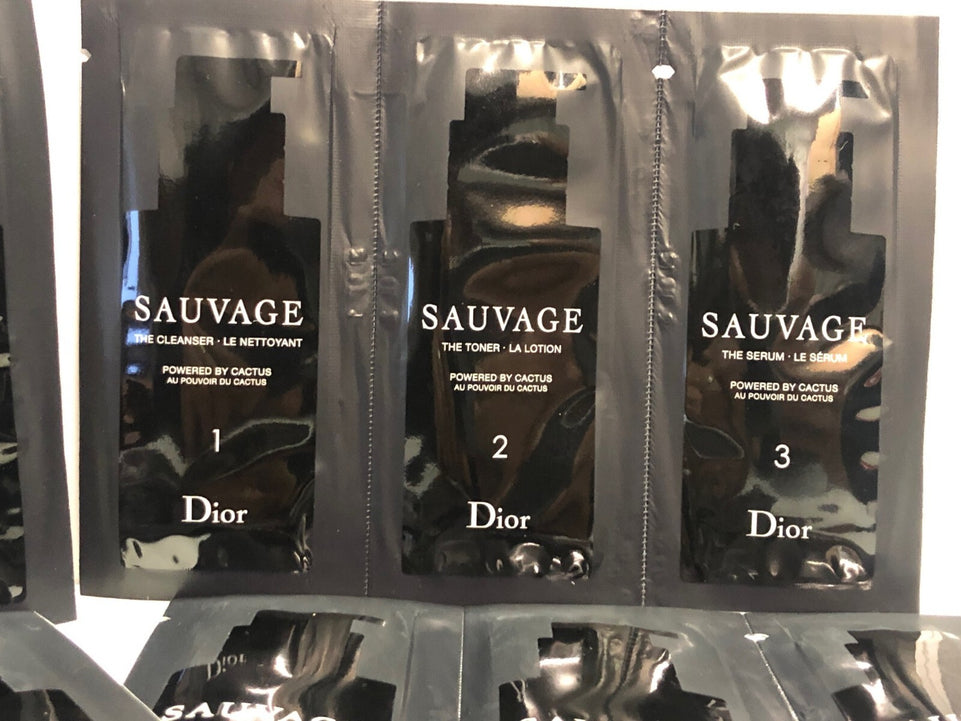 SAUVAGE
THE CLEANSER · LE NETTOYANT
POWERED BY CACTUS
AU POUVOIR DU CACTUS
1
Dior
SAUVAGE
THE TONER · LA LOTION
POWERED BY CACTUS
AU POUVOIR DU CACTUS
2
Dior
SAUVAGE
THE SERUM · LE SÉRUM
POWERED BY CACTUS
AU POUVOIR DU CACTUS
3
Dior
Dior
SAUVAG